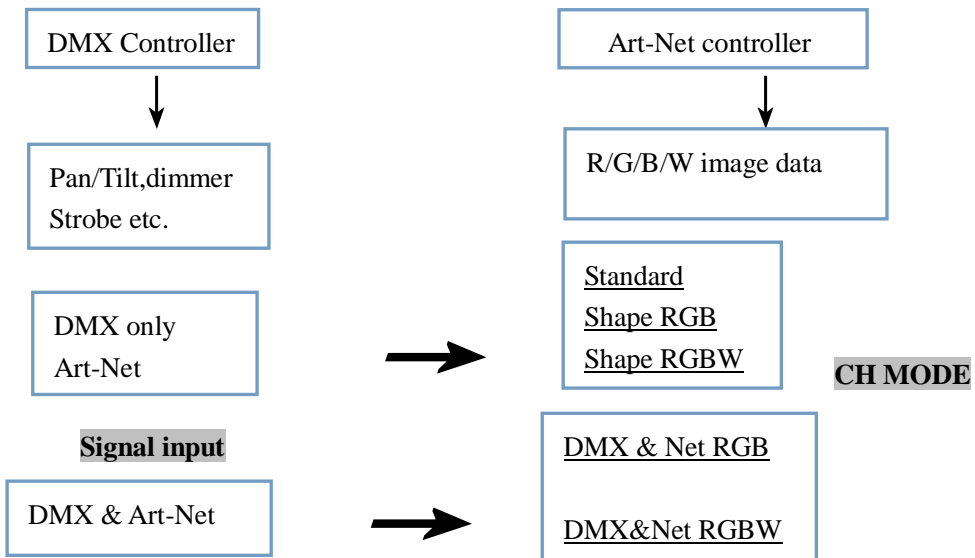 DMX Controller
Art-Net controller
Pan/Tilt,dimmer
Strobe etc.
R/G/B/W image data
DMX only
Art-Net
Standard
Shape RGB
Shape RGBW
CH MODE
Signal input
DMX & Art-Net
DMX & Net RGB
DMX&Net RGBW